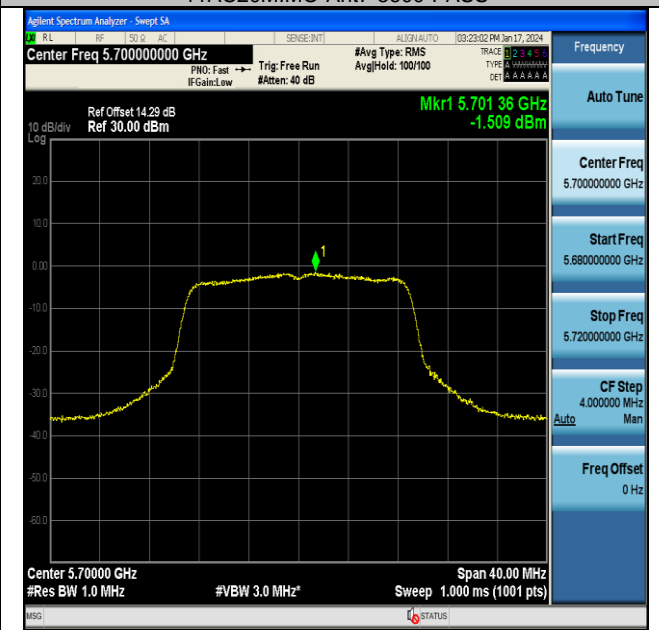 Agilent Spectrum Analyzer - Swept SA
RL RF 50 Ω AC SENSE:INT ALIGN AUTO 03:23:02 PM Jan 17, 2024
Center Freq 5.700000000 GHz
PNO: Fast
IFGain:Low
Trig: Free Run
#Atten: 40 dB
#Avg Type: RMS
Avg|Hold: 100/100
TRACE 1 2 3 4 5 6
TYPE A WWWWW
DET A A A A A A
Frequency
Auto Tune
Center Freq
5.700000000 GHz
Start Freq
5.680000000 GHz
Stop Freq
5.720000000 GHz
CF Step
4.000000 MHz
Auto Man
Freq Offset
0 Hz
Mkr1 5.701 36 GHz
-1.509 dBm
Ref Offset 14.29 dB
10 dB/div Ref 30.00 dBm
Log
20.0
10.0
0.00
-10.0
-20.0
-30.0
-40.0
-50.0
-60.0
1
Center 5.70000 GHz Span 40.00 MHz
#Res BW 1.0 MHz #VBW 3.0 MHz* Sweep 1.000 ms (1001 pts)
MSG STATUS